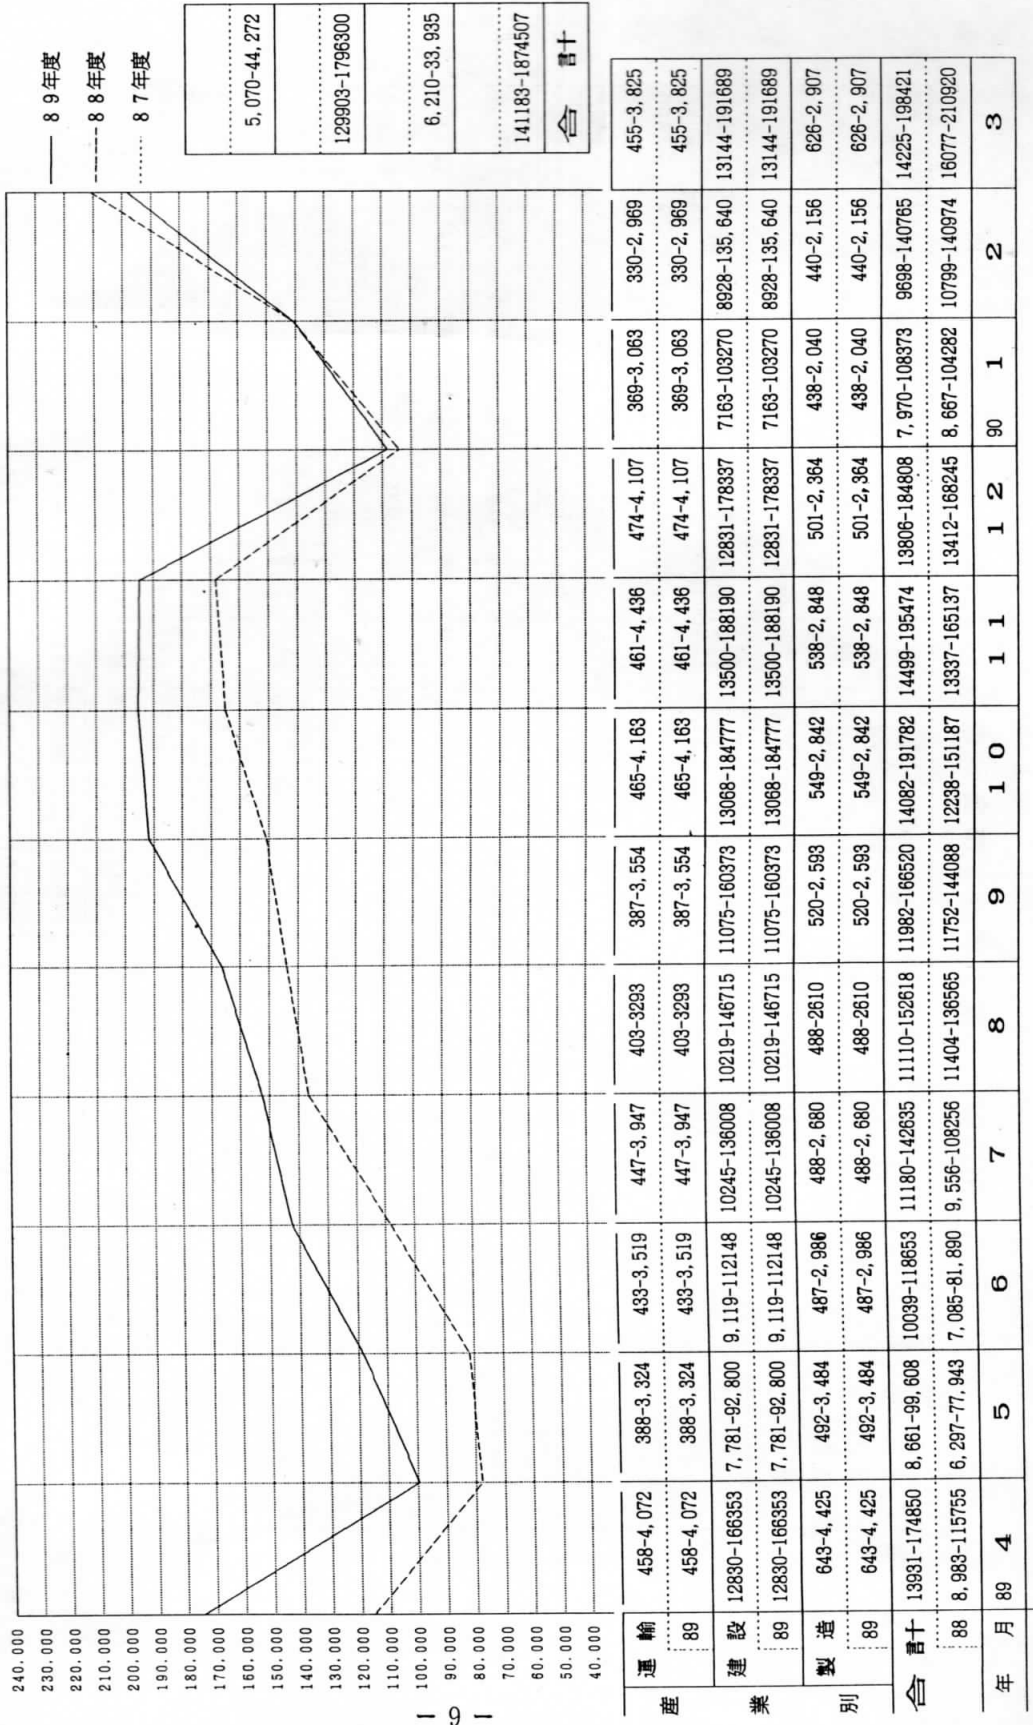 240.000
230.000
220.000
210.000
200.000
190.000
180.000
170.000
160.000
150.000
140.000
130.000
120.000
110.000
100.000
90.000
80.000
70.000
60.000
50.000
40.000
89年度
88年度
87年度
5,070-44,272
129903-1796300
6,210-33,935
141183-1874507
合計
産業別
運輸 458-4,072 388-3,324 433-3,519 447-3,947 403-3293 387-3,554 465-4,163 461-4,436 474-4,107 369-3,063 330-2,969 455-3,825
89 458-4,072 388-3,324 433-3,519 447-3,947 403-3293 387-3,554 465-4,163 461-4,436 474-4,107 369-3,063 330-2,969 455-3,825
建設 12830-166353 7,781-92,800 9,119-112148 10245-136008 10219-146715 11075-160373 13068-184777 13500-188190 12831-178337 7163-103270 8928-135,640 13144-191689
89 12830-166353 7,781-92,800 9,119-112148 10245-136008 10219-146715 11075-160373 13068-184777 13500-188190 12831-178337 7163-103270 8928-135,640 13144-191689
製造 643-4,425 492-3,484 487-2,986 488-2,680 488-2610 520-2,593 549-2,842 538-2,848 501-2,364 438-2,040 440-2,156 626-2,907
89 643-4,425 492-3,484 487-2,986 488-2,680 488-2610 520-2,593 549-2,842 538-2,848 501-2,364 438-2,040 440-2,156 626-2,907
合計 13931-174850 8,661-99,608 10039-118653 11180-142635 11110-152618 11982-166520 14082-191782 14499-195474 13806-184808 7,970-108373 9698-140765 14225-198421
88 8,983-115755 6,297-77,943 7,085-81,890 9,556-108256 11404-136565 11752-144088 12238-151187 13337-165137 13412-168245 8,667-104282 10799-140974 16077-210920
年月 89 4 5 6 7 8 9 10 11 12 90 1 2 3
- 6 -